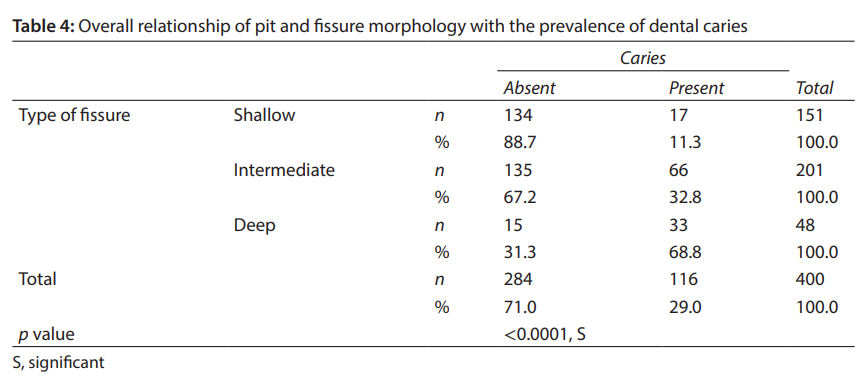 Table 4: Overall relationship of pit and fissure morphology with the prevalence of dental caries
Caries
Absent Present Total
Type of fissure Shallow n 134 17 151
% 88.7 11.3 100.0
Intermediate n 135 66 201
% 67.2 32.8 100.0
Deep n 15 33 48
% 31.3 68.8 100.0
Total n 284 116 400
% 71.0 29.0 100.0
p value <0.0001, S
S, significant